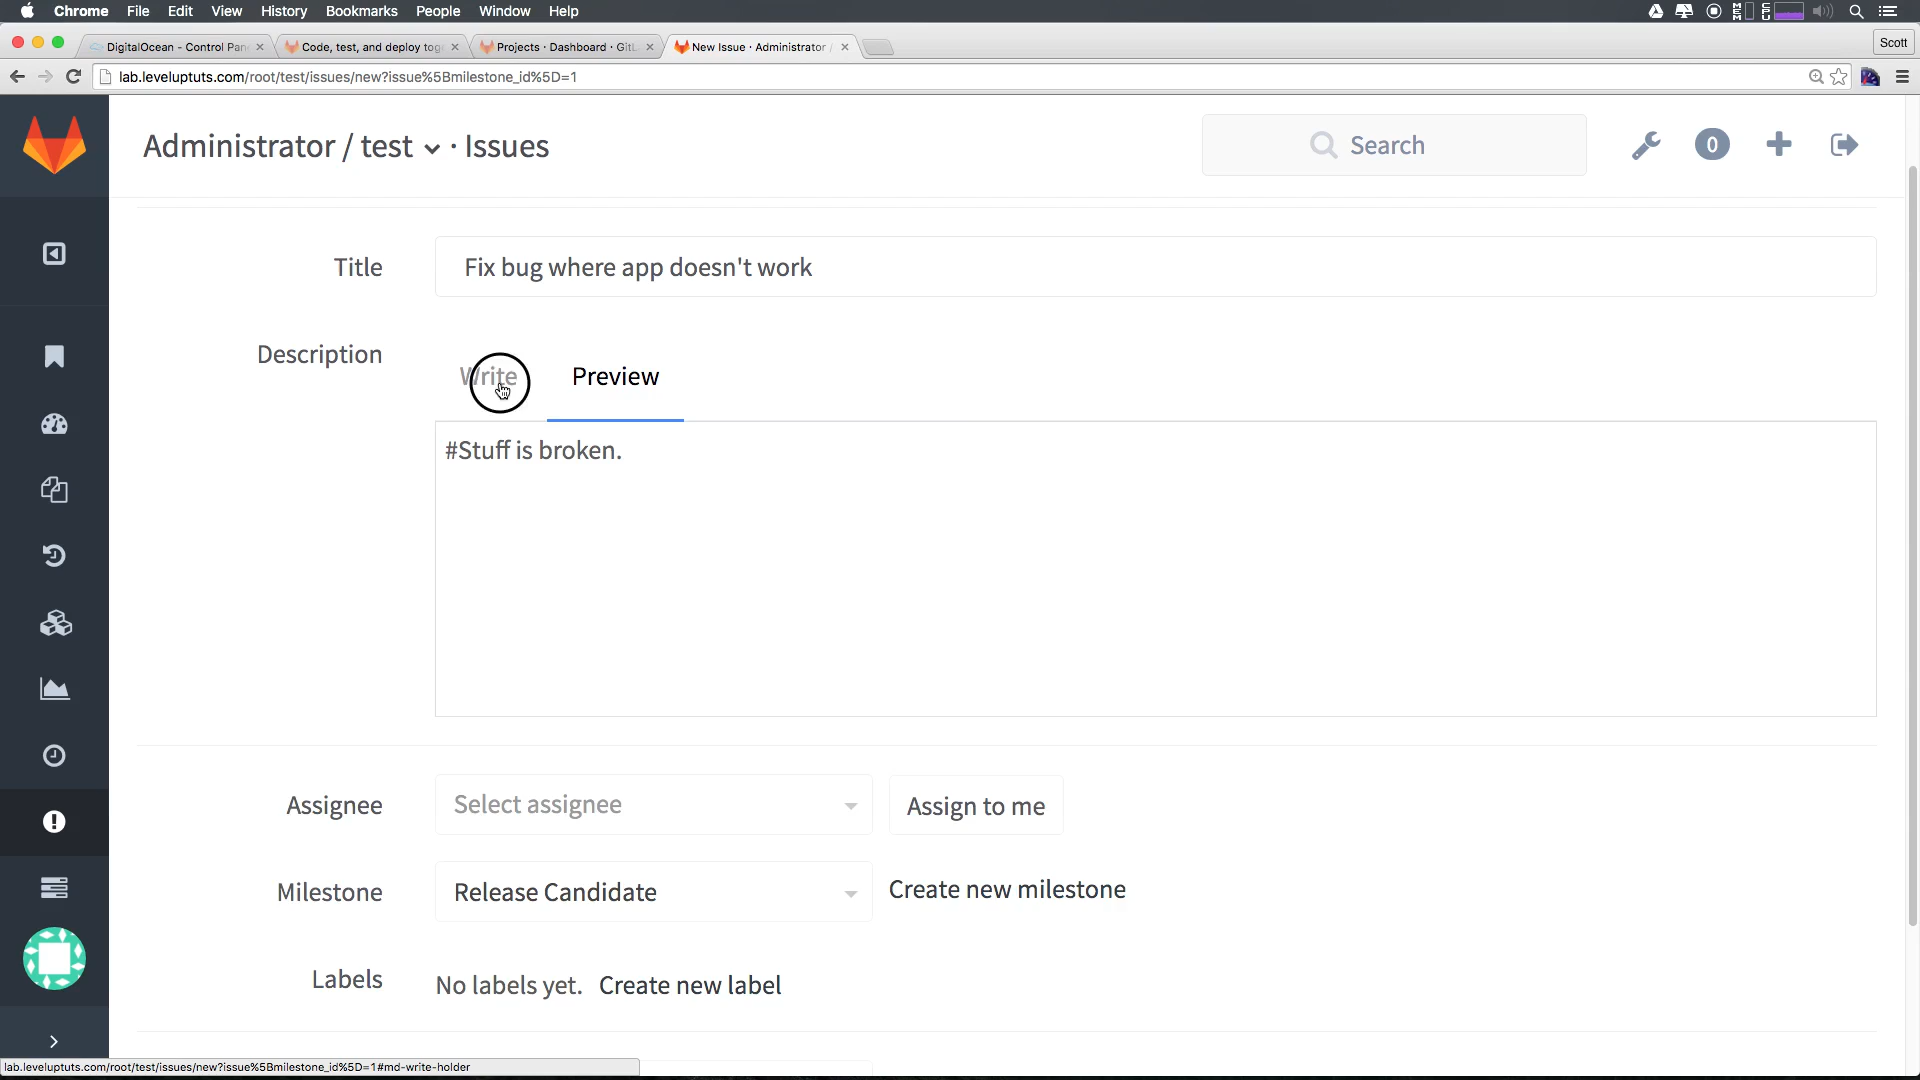 Chrome File Edit View History Bookmarks People Window Help
DigitalOcean - Control Pan
Code, test, and deploy tog
Projects · Dashboard · GitL
New Issue · Administrator /
Scott
lab.leveluptuts.com/root/test/issues/new?issue%5Bmilestone_id%5D=1
Administrator / test · Issues
Search
0
Title
Fix bug where app doesn't work
Description
Write
Preview
#Stuff is broken.
Assignee
Select assignee
Assign to me
Milestone
Release Candidate
Create new milestone
Labels
No labels yet. Create new label
lab.leveluptuts.com/root/test/issues/new?issue%5Bmilestone_id%5D=1#md-write-holder